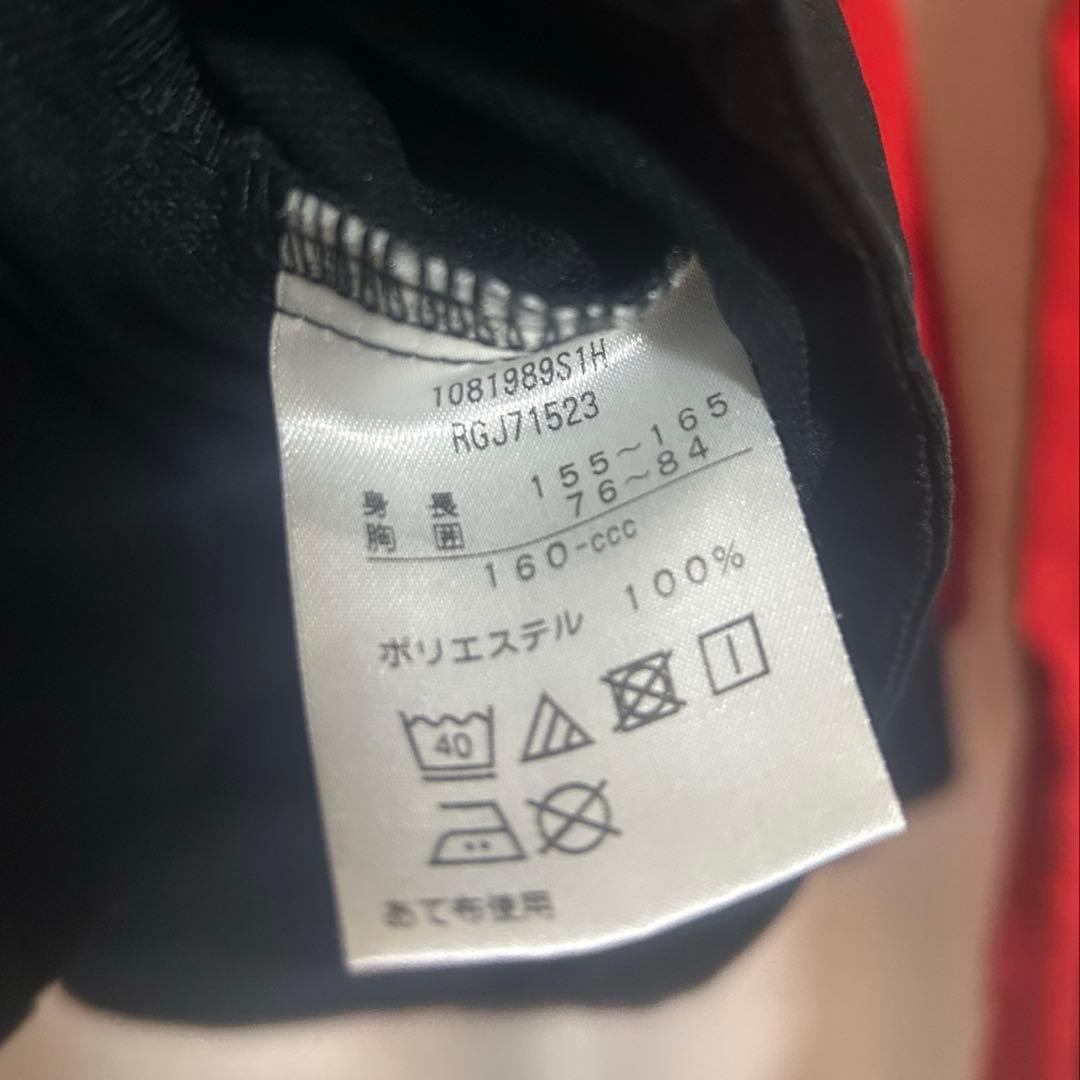 1081989S1H
RGJ71523
身長 155～165
胸囲 76～84
160-ccc
ポリエステル 100%
40
あて布使用